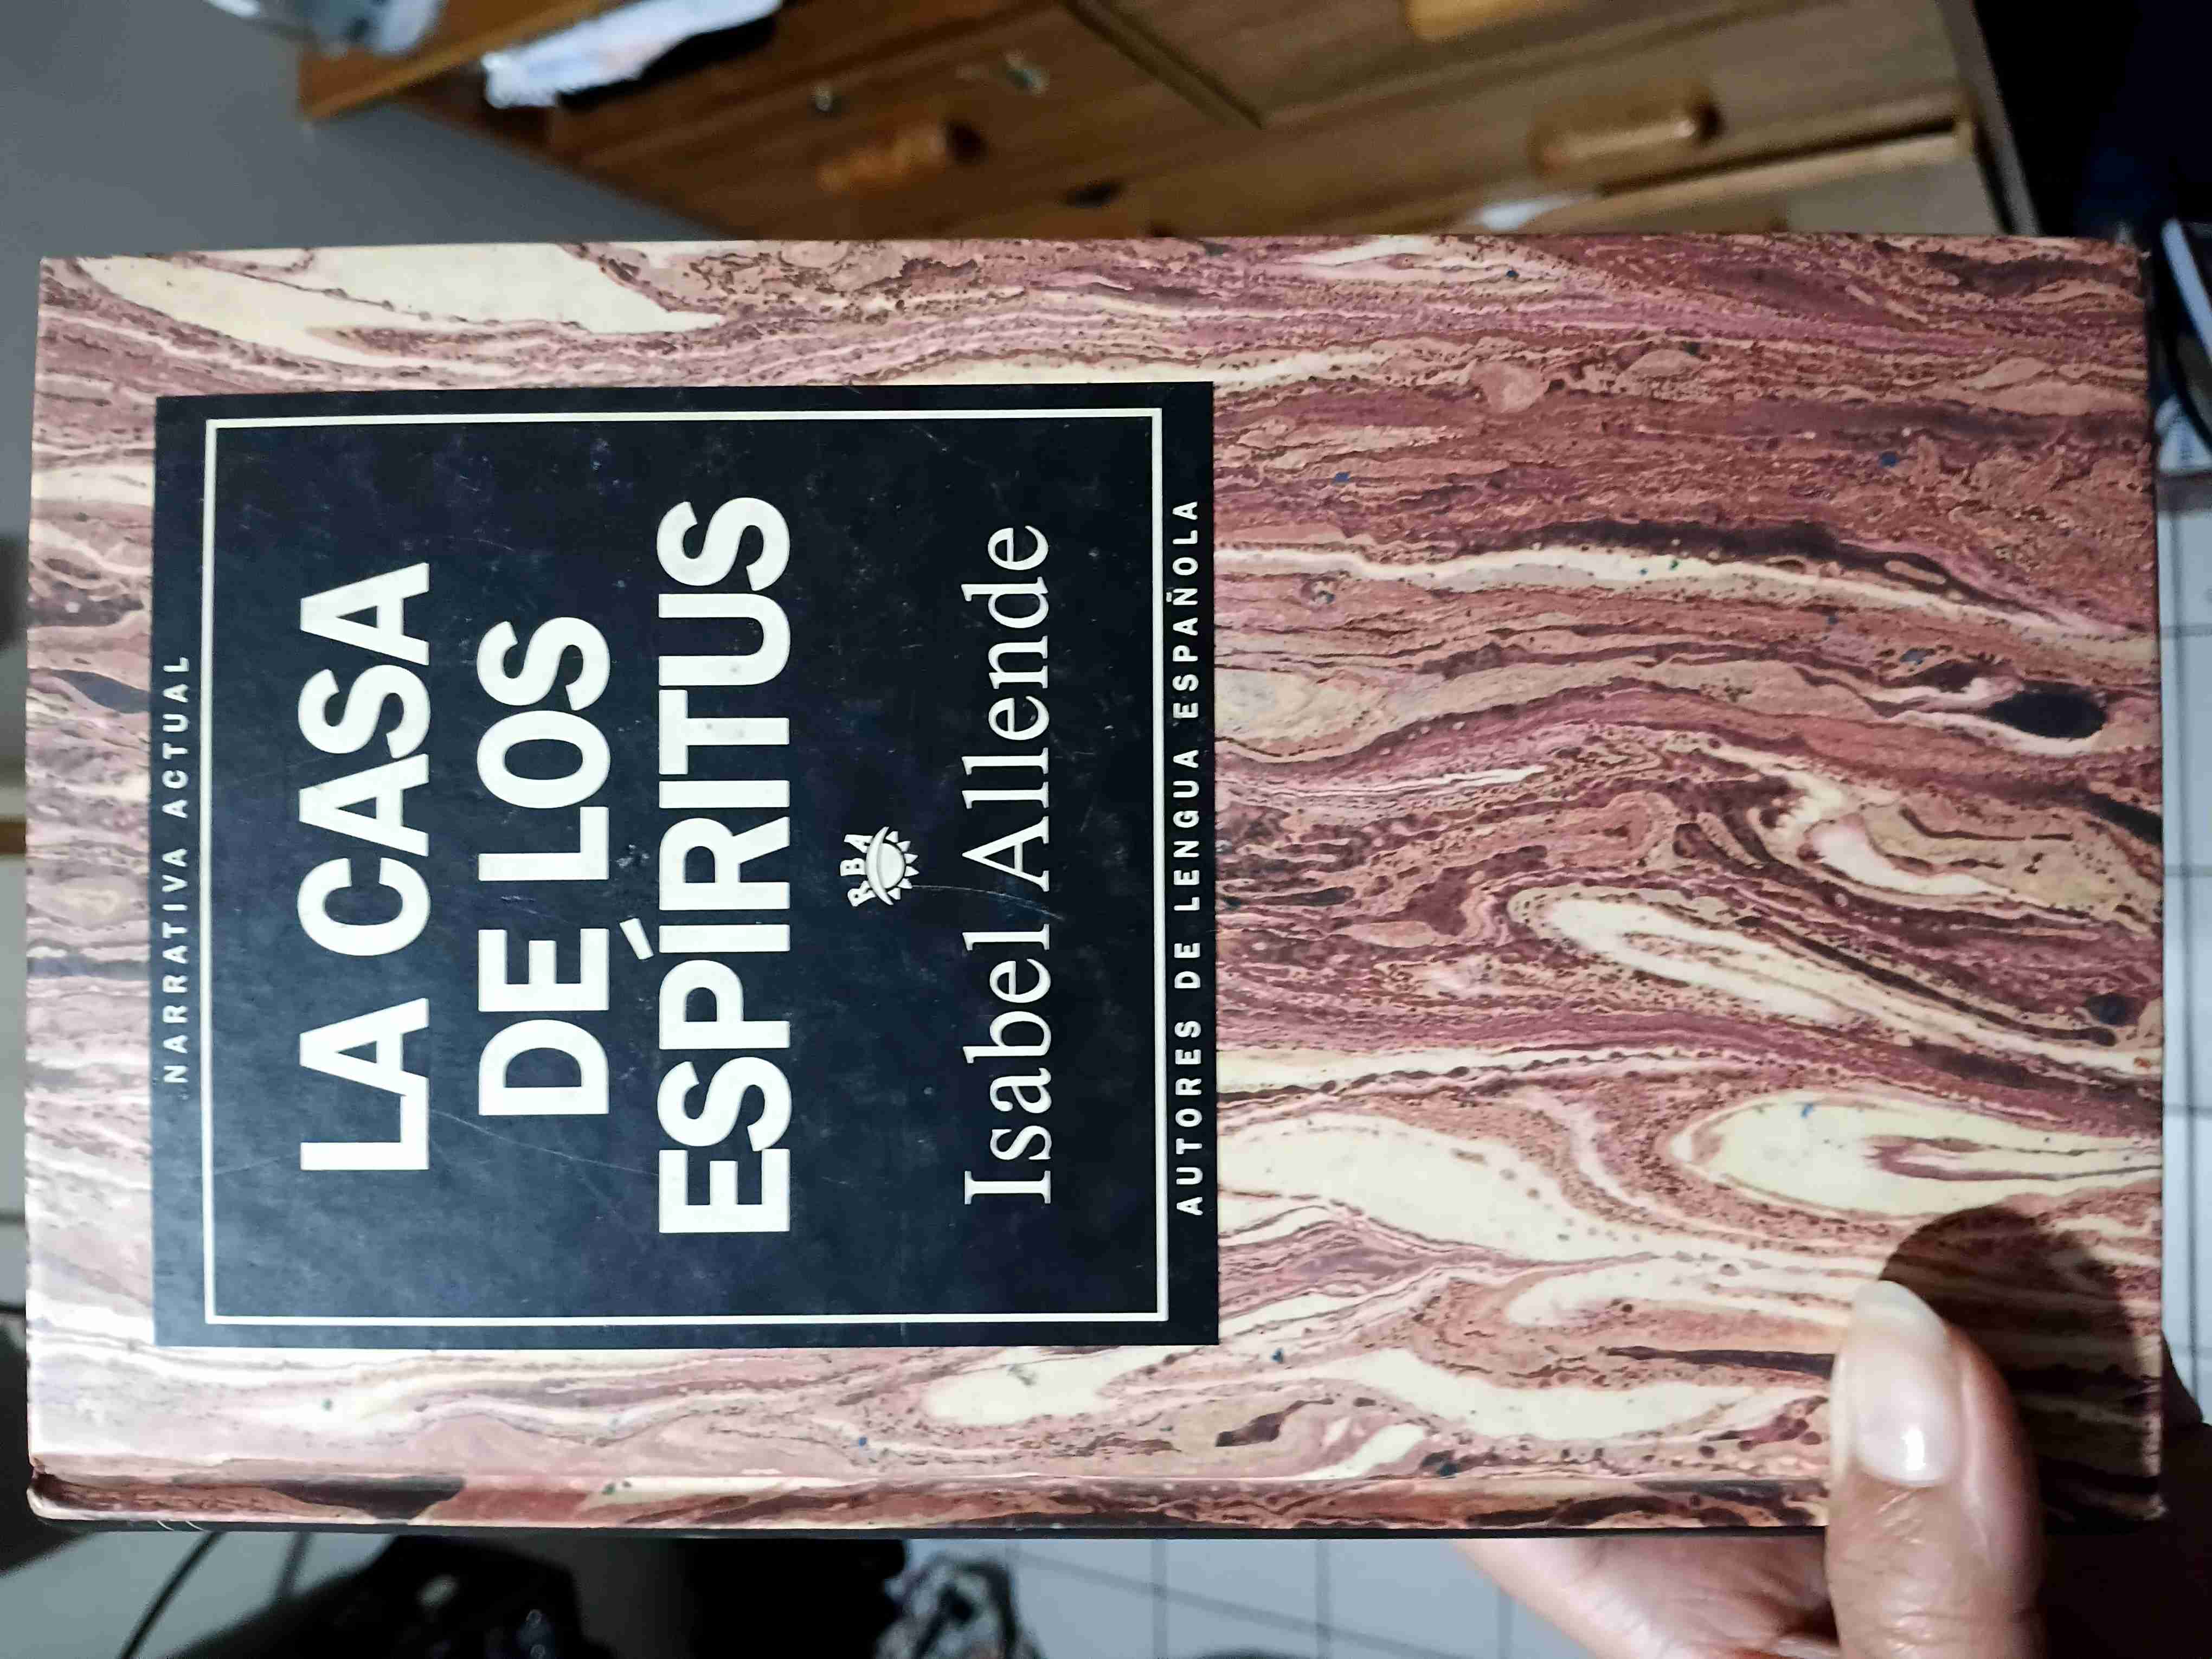 NARRATIVA ACTUAL
LA CASA
DE LOS
ESPÍRITUS
RBA
Isabel Allende
AUTORES DE LENGUA ESPAÑOLA